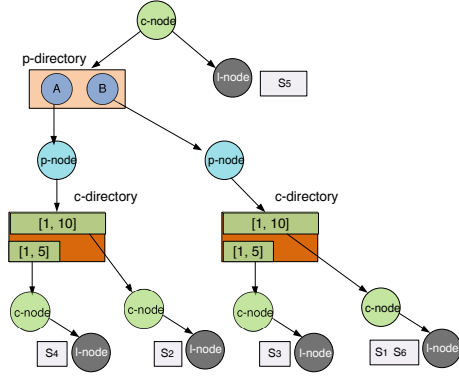 c-node
p-directory
l-node
S5
A
B
p-node
p-node
c-directory
c-directory
[1, 10]
[1, 10]
[1, 5]
[1, 5]
c-node
c-node
c-node
c-node
S4
l-node
S2
l-node
S3
l-node
S1 S6
l-node